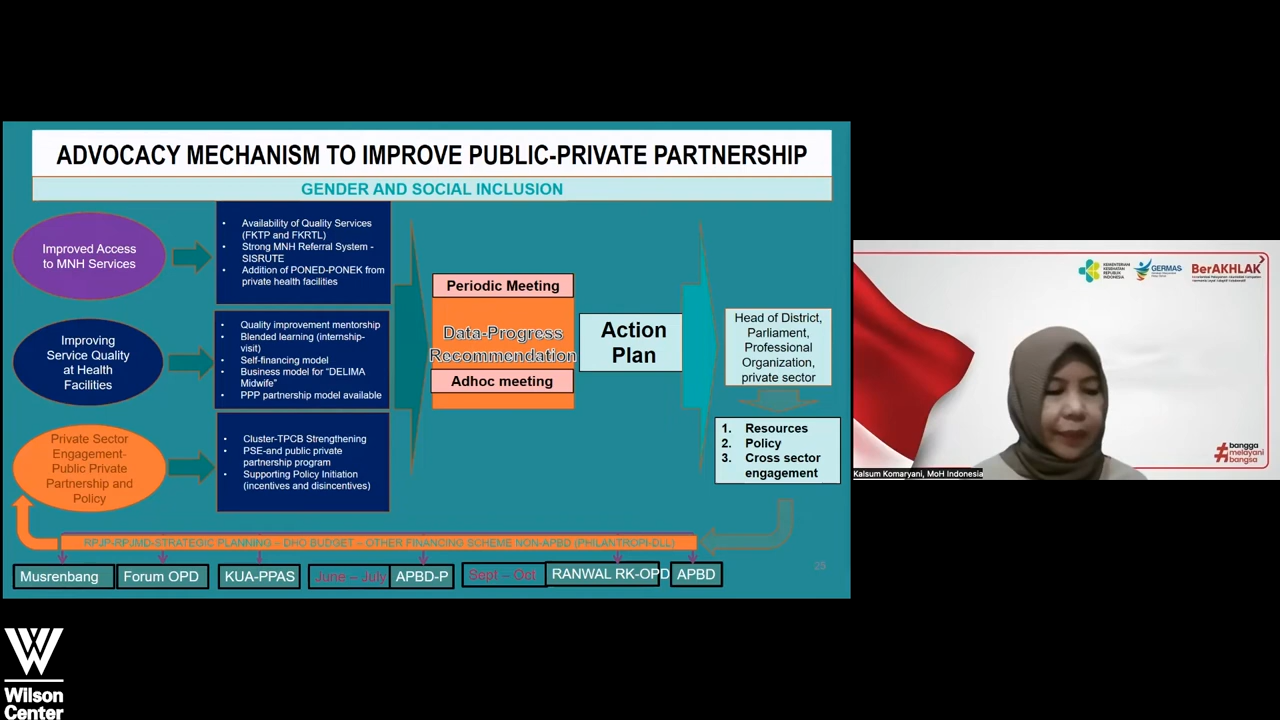 ADVOCACY MECHANISM TO IMPROVE PUBLIC-PRIVATE PARTNERSHIP
GENDER AND SOCIAL INCLUSION
Improved Access
to MNH Services
• Availability of Quality Services
(FKTP and FKRTL)
• Strong MNH Referral System -
SISRUTE
• Addition of PONED-PONEK from
private health facilities
Improving
Service Quality
at Health
Facilities
• Quality improvement mentorship
• Blended learning (internship-
visit)
• Self-financing model
• Business model for “DELIMA
Midwife”
• PPP partnership model available
Private Sector
Engagement-
Public Private
Partnership and
Policy
• Cluster-TPCB Strengthening
• PSE-and public private
partnership program
• Supporting Policy Initiation
(incentives and disincentives)
Periodic Meeting
Data-Progress
Recommendation
Adhoc meeting
Action
Plan
Head of District,
Parliament,
Professional
Organization,
private sector
1. Resources
2. Policy
3. Cross sector
engagement
RPJP-RPJMD-STRATEGIC PLANNING – DHO BUDGET – OTHER FINANCING SCHEME NON-APBD (PHILANTROPI-DLL)
Musrenbang
Forum OPD
KUA-PPAS
June – July
APBD-P
Sept – Oct
RANWAL RK-OPD
APBD
KEMENTERIAN
KESEHATAN
REPUBLIK
INDONESIA
GERMAS
BerAKHLAK
#bangga
melayani
bangsa
Kalsum Komaryani, MoH Indonesia
Wilson
Center